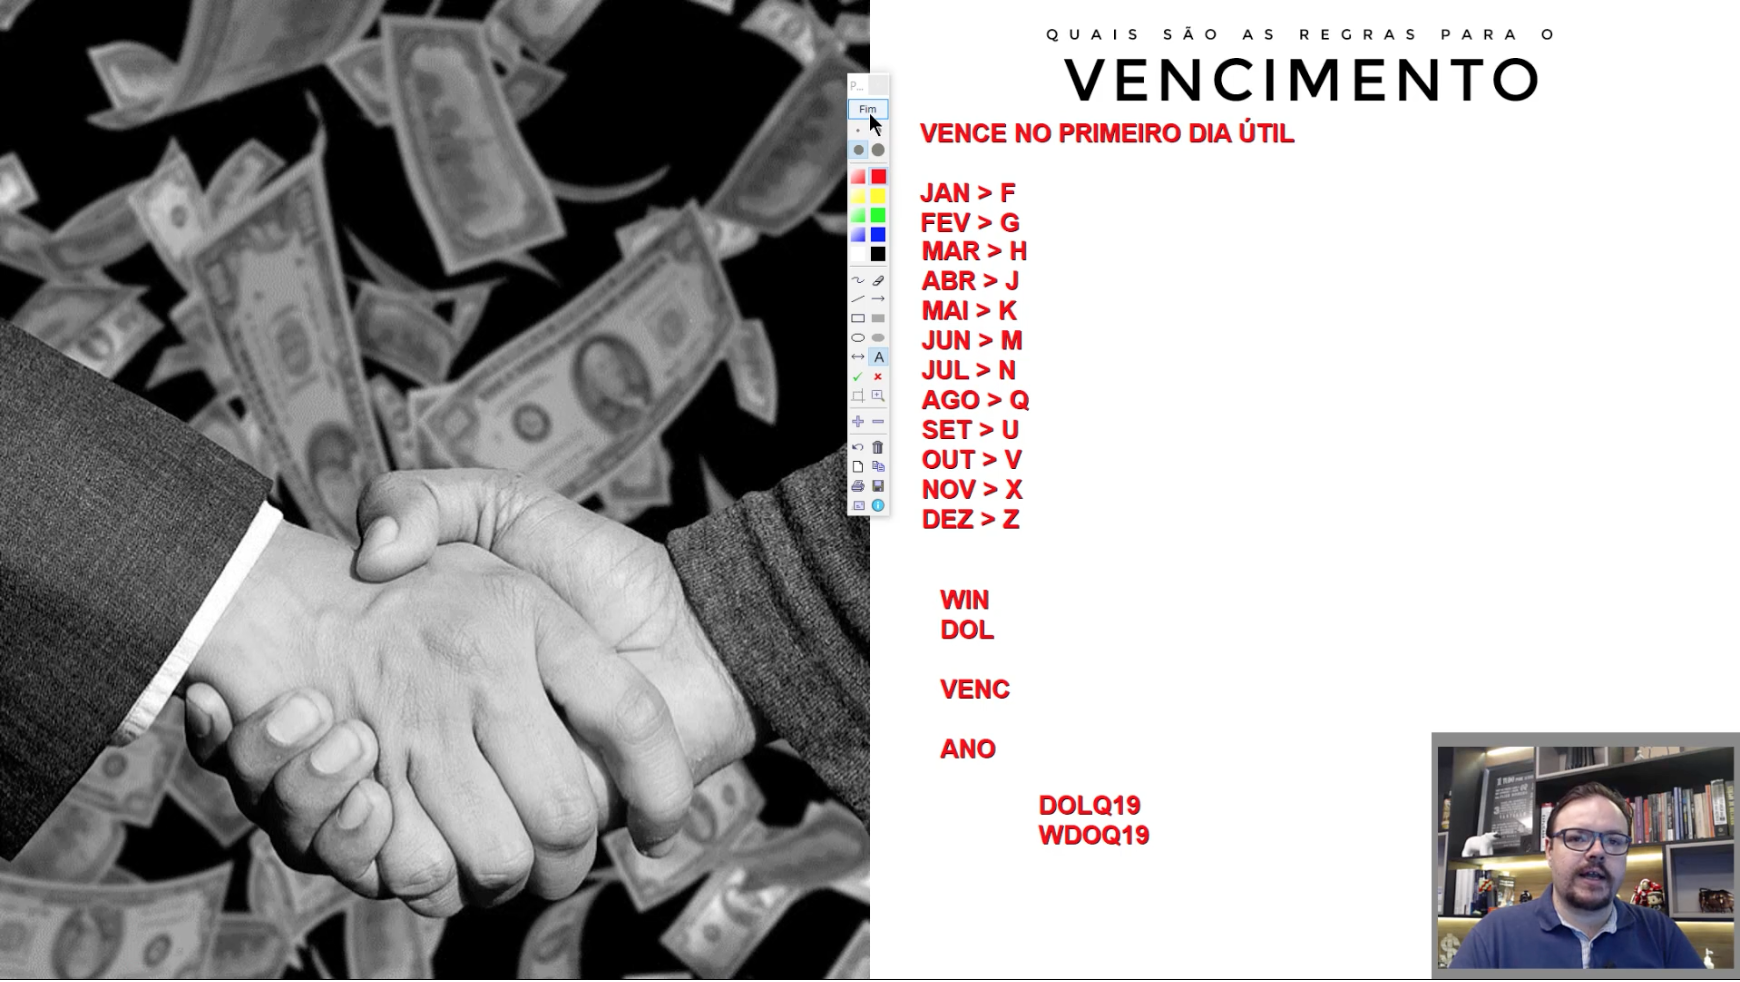 QUAIS SÃO AS REGRAS PARA O
VENCIMENTO
P...
Fim
VENCE NO PRIMEIRO DIA ÚTIL
JAN > F
FEV > G
MAR > H
ABR > J
MAI > K
JUN > M
JUL > N
AGO > Q
SET > U
OUT > V
NOV > X
DEZ > Z
A
WIN
DOL
VENC
ANO
DOLQ19
WDOQ19